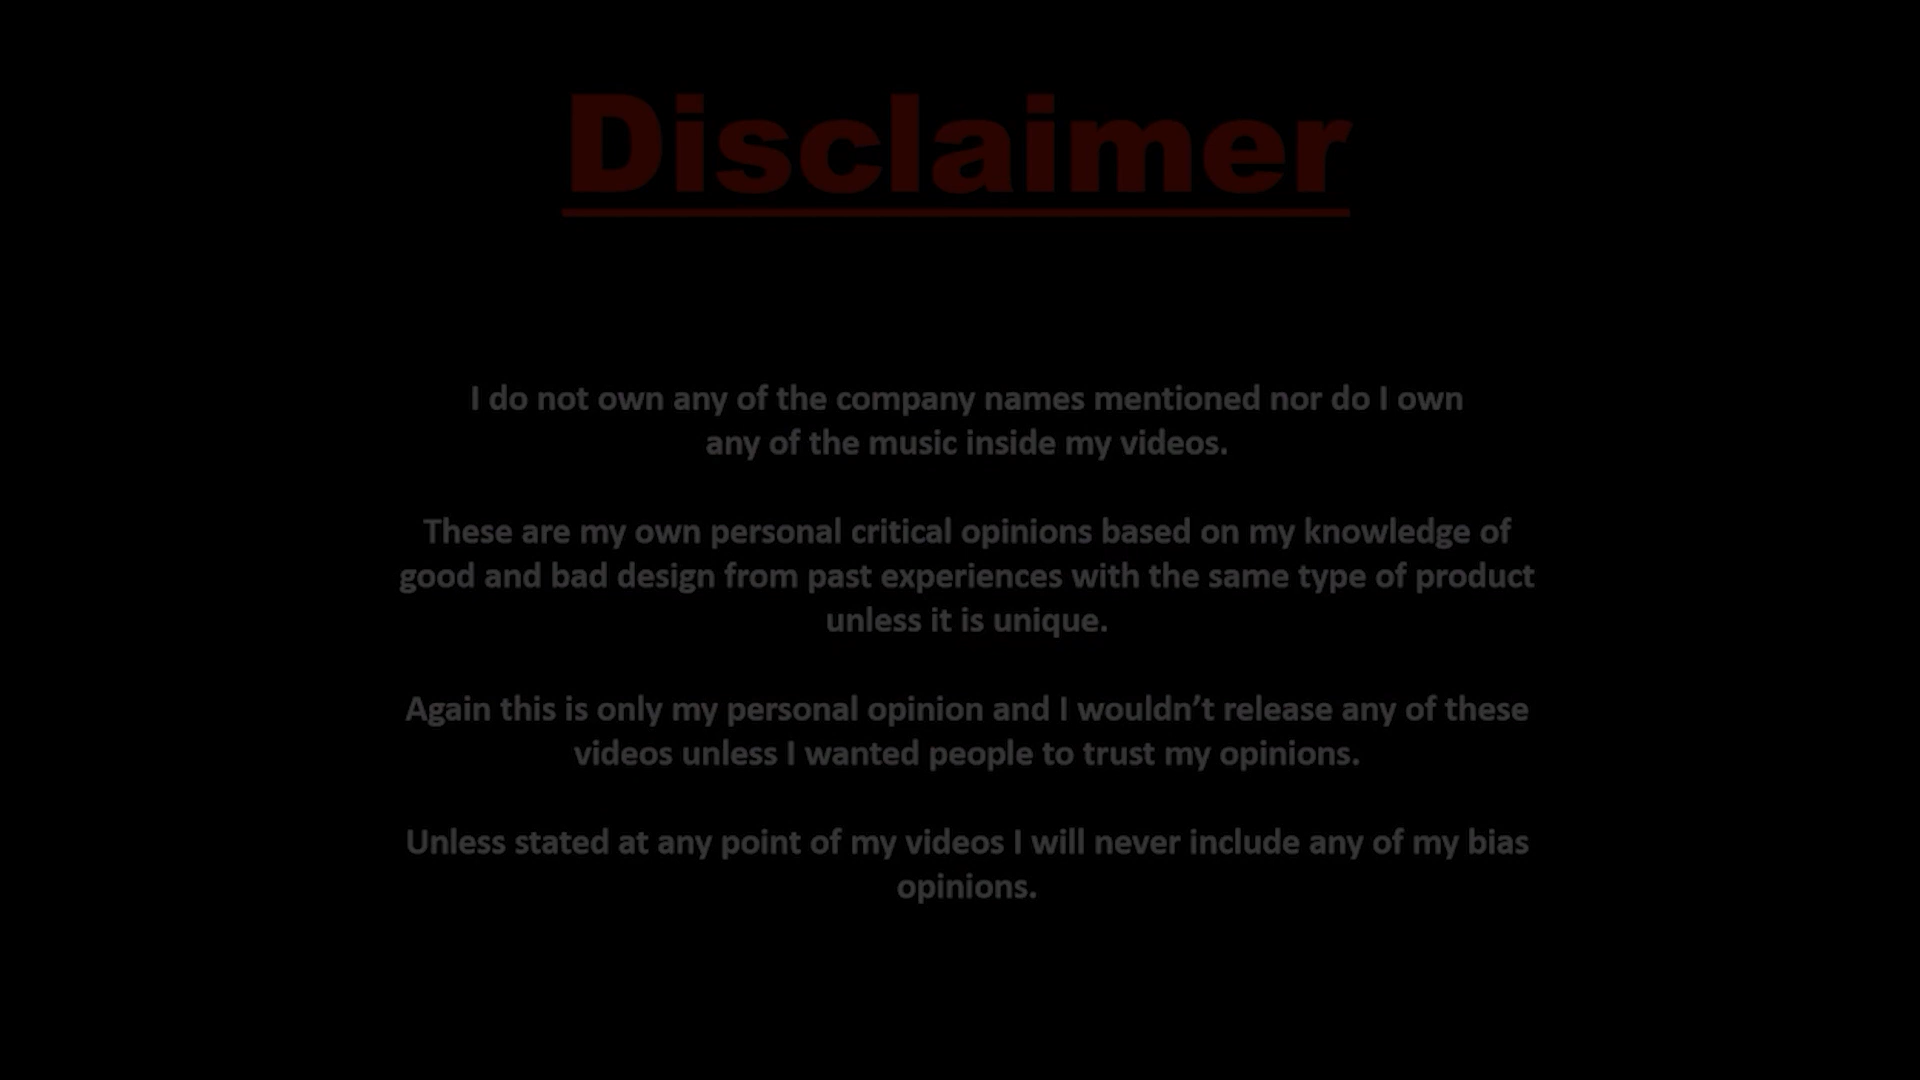 Disclaimer
I do not own any of the company names mentioned nor do I own
any of the music inside my videos.
These are my own personal critical opinions based on my knowledge of
good and bad design from past experiences with the same type of product
unless it is unique.
Again this is only my personal opinion and I wouldn’t release any of these
videos unless I wanted people to trust my opinions.
Unless stated at any point of my videos I will never include any of my bias
opinions.